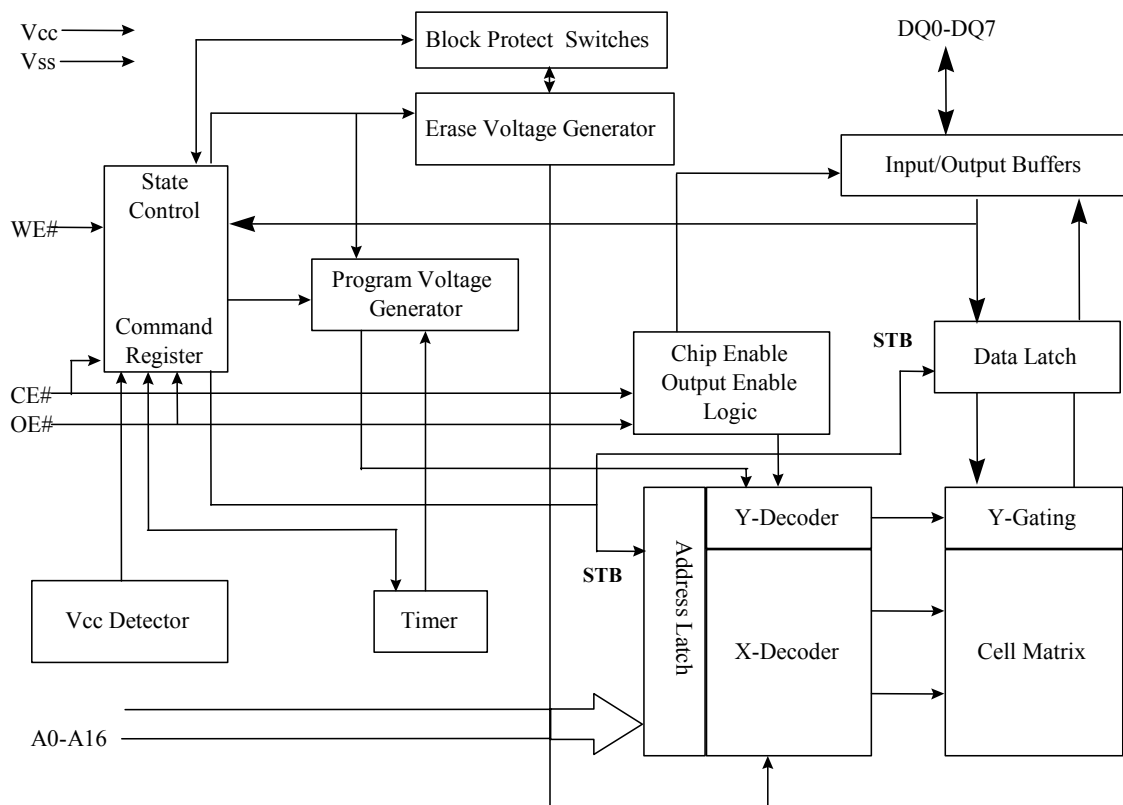 Vcc
Vss
Block Protect Switches
DQ0-DQ7
Erase Voltage Generator
Input/Output Buffers
State
Control
WE#
Program Voltage
Generator
Command
Register
STB
Chip Enable
Output Enable
Logic
Data Latch
CE#
OE#
Y-Decoder
Y-Gating
STB
Address Latch
Vcc Detector
Timer
X-Decoder
Cell Matrix
A0-A16